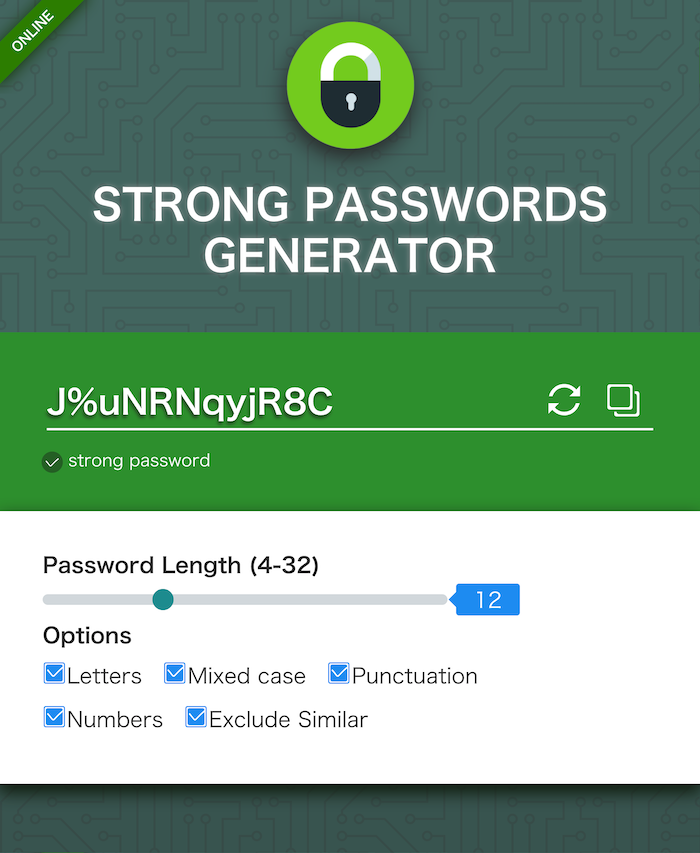 ONLINE
STRONG PASSWORDS
GENERATOR
J%uNRNqyjR8C
strong password
Password Length (4-32)
12
Options
Letters Mixed case Punctuation
Numbers Exclude Similar